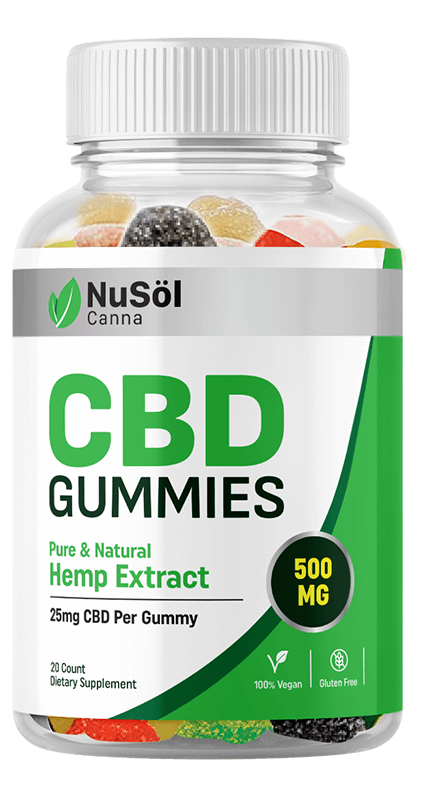 NuSöl
Canna
CBD
GUMMIES
Pure & Natural
Hemp Extract
25mg CBD Per Gummy
500
MG
20 Count
Dietary Supplement
100% Vegan
Gluten Free